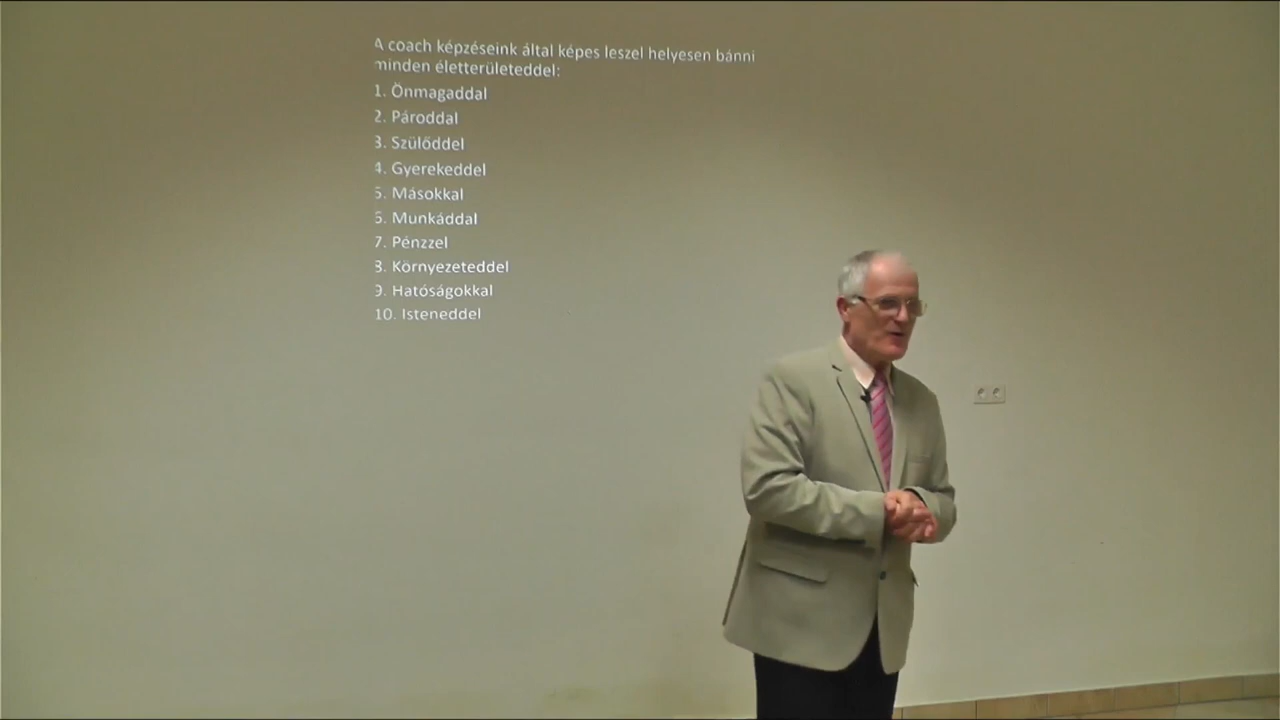 A coach képzéseink által képes leszel helyesen bánni
minden életterületeddel:
1. Önmagaddal
2. Pároddal
3. Szülőddel
4. Gyerekeddel
5. Másokkal
6. Munkáddal
7. Pénzzel
8. Környezeteddel
9. Hatóságokkal
10. Isteneddel